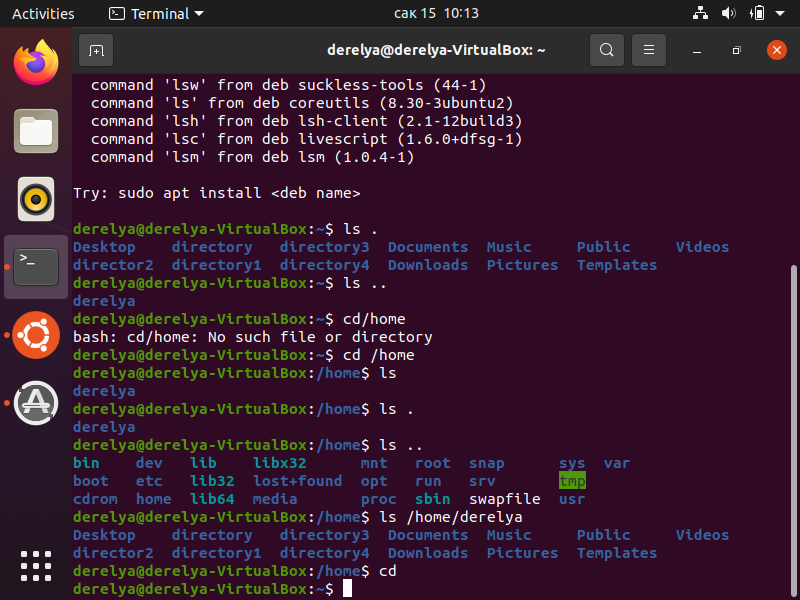 Activities Terminal сак 15 10:13
derelya@derelya-VirtualBox: ~
command 'lsw' from deb suckless-tools (44-1)
command 'ls' from deb coreutils (8.30-3ubuntu2)
command 'lsh' from deb lsh-client (2.1-12build3)
command 'lsc' from deb livescript (1.6.0+dfsg-1)
command 'lsm' from deb lsm (1.0.4-1)
Try: sudo apt install <deb name>
derelya@derelya-VirtualBox:~$ ls .
Desktop directory directory3 Documents Music Public Videos
director2 directory1 directory4 Downloads Pictures Templates
derelya@derelya-VirtualBox:~$ ls ..
derelya
derelya@derelya-VirtualBox:~$ cd/home
bash: cd/home: No such file or directory
derelya@derelya-VirtualBox:~$ cd /home
derelya@derelya-VirtualBox:/home$ ls
derelya
derelya@derelya-VirtualBox:/home$ ls .
derelya
derelya@derelya-VirtualBox:/home$ ls ..
bin dev lib libx32 mnt root snap sys var
boot etc lib32 lost+found opt run srv tmp
cdrom home lib64 media proc sbin swapfile usr
derelya@derelya-VirtualBox:/home$ ls /home/derelya
Desktop directory directory3 Documents Music Public Videos
director2 directory1 directory4 Downloads Pictures Templates
derelya@derelya-VirtualBox:/home$ cd
derelya@derelya-VirtualBox:~$